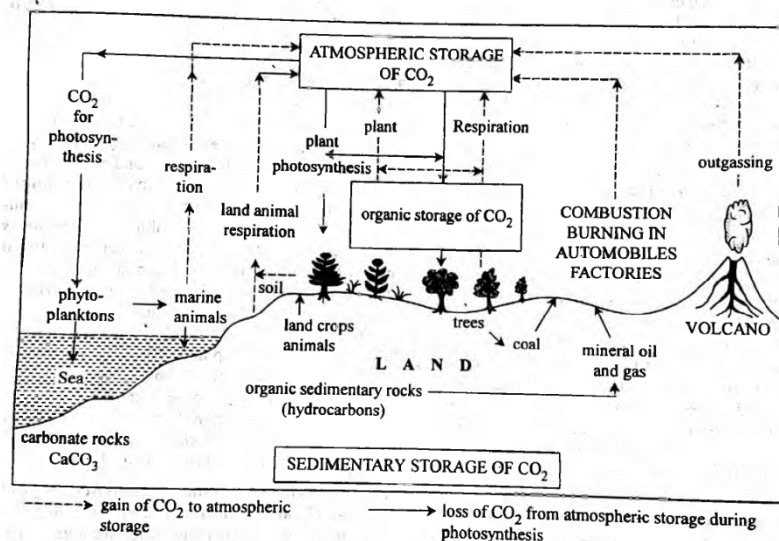 ATMOSPHERIC STORAGE
OF CO₂
CO₂
for
photosyn-
thesis
respira-
tion
land animal
respiration
plant
photosynthesis
plant
Respiration
organic storage of CO₂
COMBUSTION
BURNING IN
AUTOMOBILES
FACTORIES
outgassing
VOLCANO
phyto-
planktons
marine
animals
soil
land crops
animals
trees
coal
mineral oil
and gas
Sea
LAND
organic sedimentary rocks
(hydrocarbons)
carbonate rocks
CaCO₃
SEDIMENTARY STORAGE OF CO₂
gain of CO₂ to atmospheric
storage
loss of CO₂ from atmospheric storage during
photosynthesis